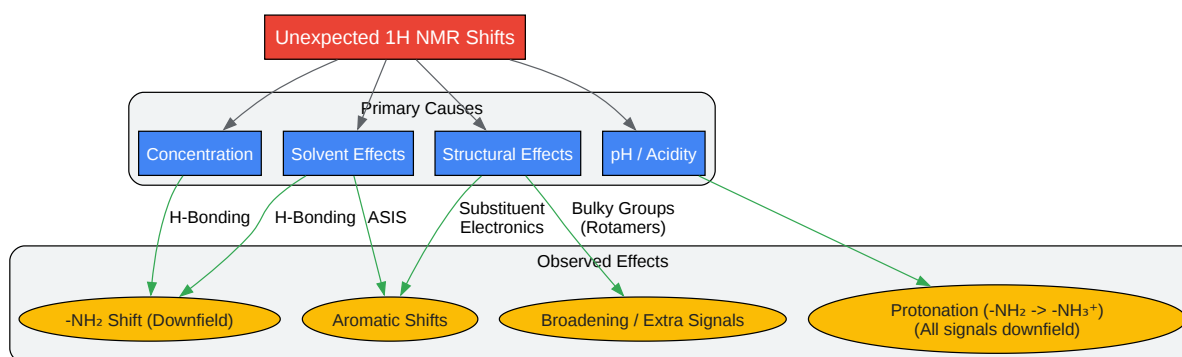 Unexpected 1H NMR Shifts
Primary Causes
Concentration
Solvent Effects
Structural Effects
pH / Acidity
H-Bonding
H-Bonding
ASIS
Substituent
Electronics
Bulky Groups
(Rotamers)
Observed Effects
-NH₂ Shift (Downfield)
Aromatic Shifts
Broadening / Extra Signals
Protonation (-NH₂ -> -NH₃⁺)
(All signals downfield)